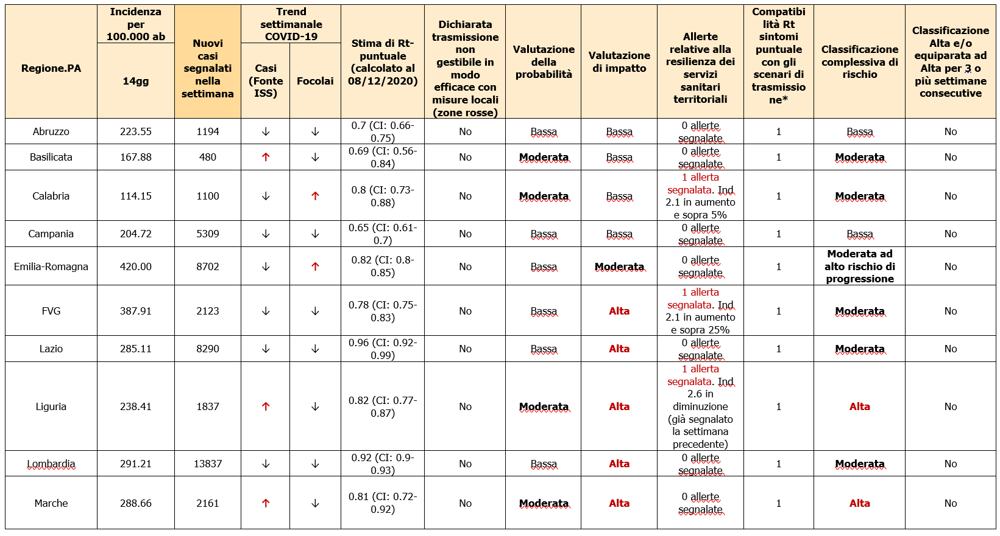 Regione.PA
Incidenza
per
100.000 ab
14gg
Nuovi
casi
segnalati
nella
settimana
Trend
settimanale
COVID-19
Casi
(Fonte
ISS)
Focolai
Stima di Rt-
puntuale
(calcolato al
08/12/2020)
Dichiarata
trasmissione
non
gestibile in
modo
efficace con
misure locali
(zone rosse)
Valutazione
della
probabilità
Valutazione
di impatto
Allerte
relative alla
resilienza dei
servizi
sanitari
territoriali
Compatibi
lità Rt
sintomi
puntuale
con gli
scenari di
trasmissio
ne*
Classificazione
complessiva di
rischio
Classificazione
Alta e/o
equiparata ad
Alta per 3 o
più settimane
consecutive
Abruzzo
223.55
1194
↓
↓
0.7 (CI: 0.66-
0.75)
No
Bassa
Bassa
0 allerte
segnalate
1
Bassa
No
Basilicata
167.88
480
↑
↓
0.69 (CI: 0.56-
0.84)
No
Moderata
Bassa
0 allerte
segnalate
1
Moderata
No
Calabria
114.15
1100
↓
↑
0.8 (CI: 0.73-
0.88)
No
Moderata
Bassa
1 allerta
segnalata. Ind
2.1 in aumento
e sopra 5%
1
Moderata
No
Campania
204.72
5309
↓
↓
0.65 (CI: 0.61-
0.7)
No
Bassa
Bassa
0 allerte
segnalate
1
Bassa
No
Emilia-Romagna
420.00
8702
↓
↑
0.82 (CI: 0.8-
0.85)
No
Bassa
Moderata
0 allerte
segnalate
1
Moderata ad
alto rischio di
progressione
No
FVG
387.91
2123
↓
↓
0.78 (CI: 0.75-
0.83)
No
Bassa
Alta
1 allerta
segnalata. Ind
2.1 in aumento
e sopra 25%
1
Moderata
No
Lazio
285.11
8290
↓
↓
0.96 (CI: 0.92-
0.99)
No
Bassa
Alta
0 allerte
segnalate
1
Moderata
No
Liguria
238.41
1837
↑
↓
0.82 (CI: 0.77-
0.87)
No
Moderata
Alta
1 allerta
segnalata. Ind
2.6 in
diminuzione
(già segnalato
la settimana
precedente)
1
Alta
No
Lombardia
291.21
13837
↓
↓
0.92 (CI: 0.9-
0.93)
No
Bassa
Alta
0 allerte
segnalate
1
Moderata
No
Marche
288.66
2161
↑
↓
0.81 (CI: 0.72-
0.92)
No
Moderata
Alta
0 allerte
segnalate
1
Alta
No